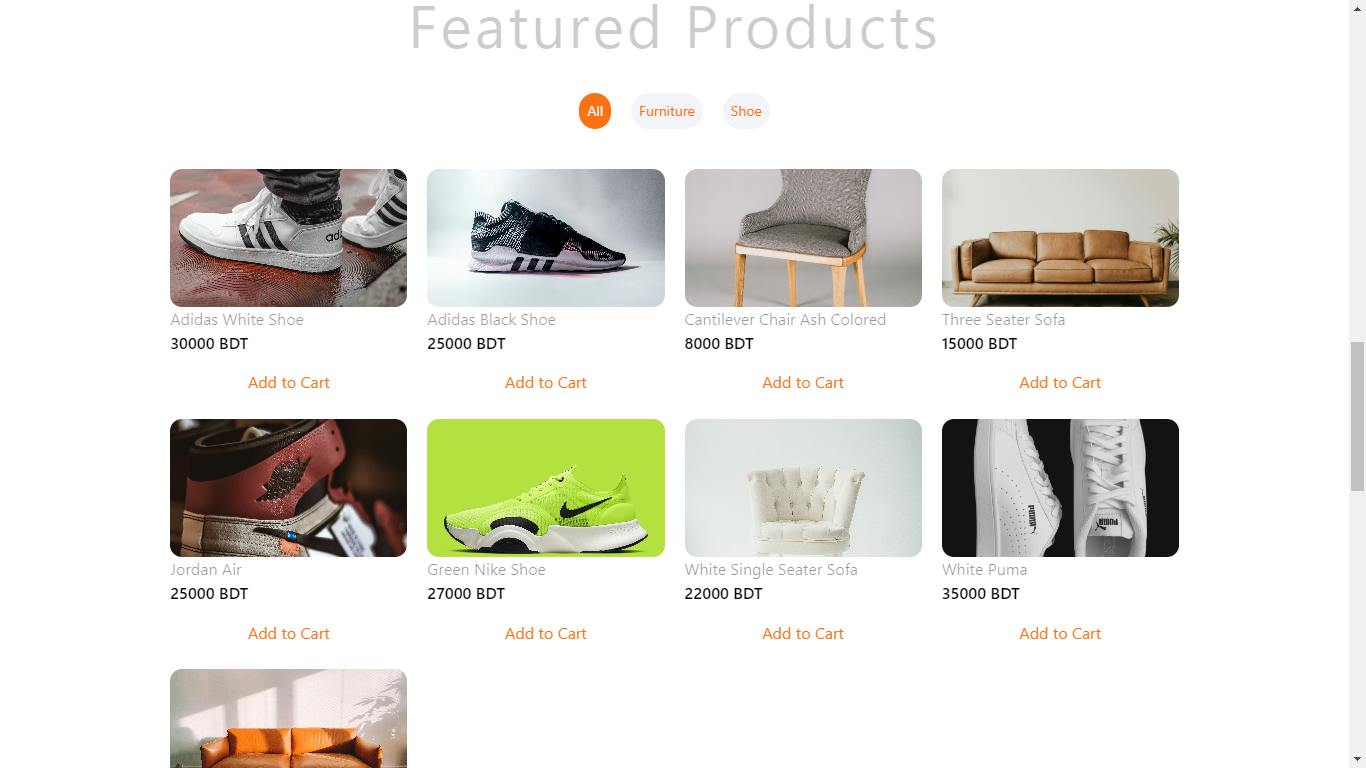 Featured Products
All Furniture Shoe
Adidas White Shoe
30000 BDT
Add to Cart
Adidas Black Shoe
25000 BDT
Add to Cart
Cantilever Chair Ash Colored
8000 BDT
Add to Cart
Three Seater Sofa
15000 BDT
Add to Cart
Jordan Air
25000 BDT
Add to Cart
Green Nike Shoe
27000 BDT
Add to Cart
White Single Seater Sofa
22000 BDT
Add to Cart
PUMA
PUMA
White Puma
35000 BDT
Add to Cart